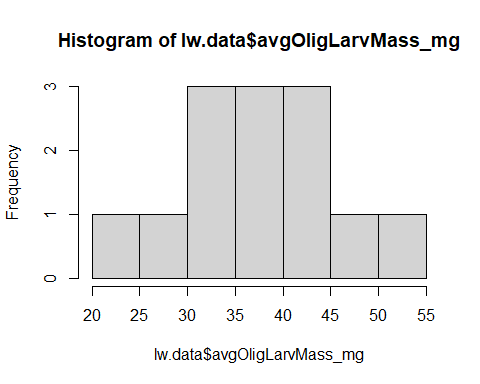 Histogram of lw.data$avgOligLarvMass_mg
Frequency
3
2
1
0
20 25 30 35 40 45 50 55
lw.data$avgOligLarvMass_mg